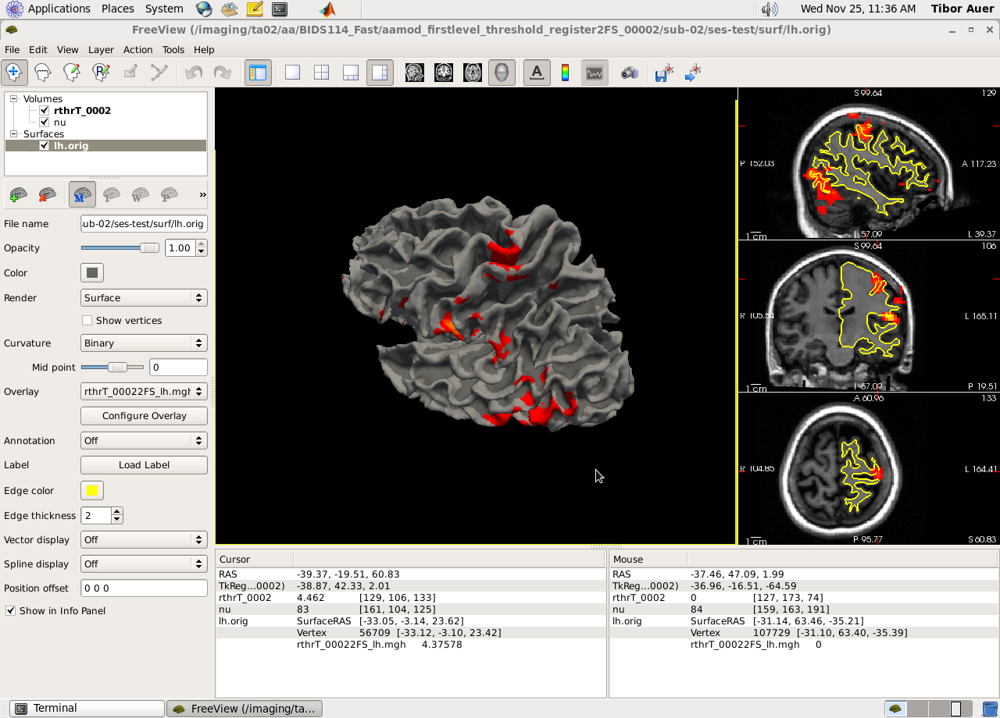 Applications Places System Wed Nov 25, 11:36 AM Tibor Auer
FreeView (/imaging/ta02/aa/BIDS114_Fast/aamod_firstlevel_threshold_register2FS_00002/sub-02/ses-test/surf/lh.orig)
File Edit View Layer Action Tools Help
Volumes
rthrT_0002
nu
Surfaces
lh.orig
M T W P »
File name ub-02/ses-test/surf/lh.orig
Opacity 1.00
Color
Render Surface
Show vertices
Curvature Binary
Mid point 0
Overlay rthrT_00022FS_lh.mgh
Configure Overlay
Annotation Off
Label Load Label
Edge color
Edge thickness 2
Vector display Off
Spline display Off
Position offset 0 0 0
Show in Info Panel
S 99.64 129
P 152.03 A 117.23
1 cm I 57.09 L 39.37
S 99.64 106
R 105.54 L 165.11
1 cm I 57.09 P 19.51
A 60.96 133
R 104.85 L 164.41
1 cm P 95.77 S 60.83
Cursor
RAS -39.37, -19.51, 60.83
TkReg...0002) -38.87, 42.33, 2.01
rthrT_0002 4.462 [129, 106, 133]
nu 83 [161, 104, 125]
lh.orig SurfaceRAS [-33.05, -3.14, 23.62]
Vertex 56709 [-33.12, -3.10, 23.42]
rthrT_00022FS_lh.mgh 4.37578
Mouse
RAS -37.46, 47.09, 1.99
TkReg...0002) -36.96, -16.51, -64.59
rthrT_0002 0 [127, 173, 74]
nu 84 [159, 163, 191]
lh.orig SurfaceRAS [-31.14, 63.46, -35.21]
Vertex 107729 [-31.10, 63.40, -35.39]
rthrT_00022FS_lh.mgh 0
Terminal FreeView (/imaging/ta...